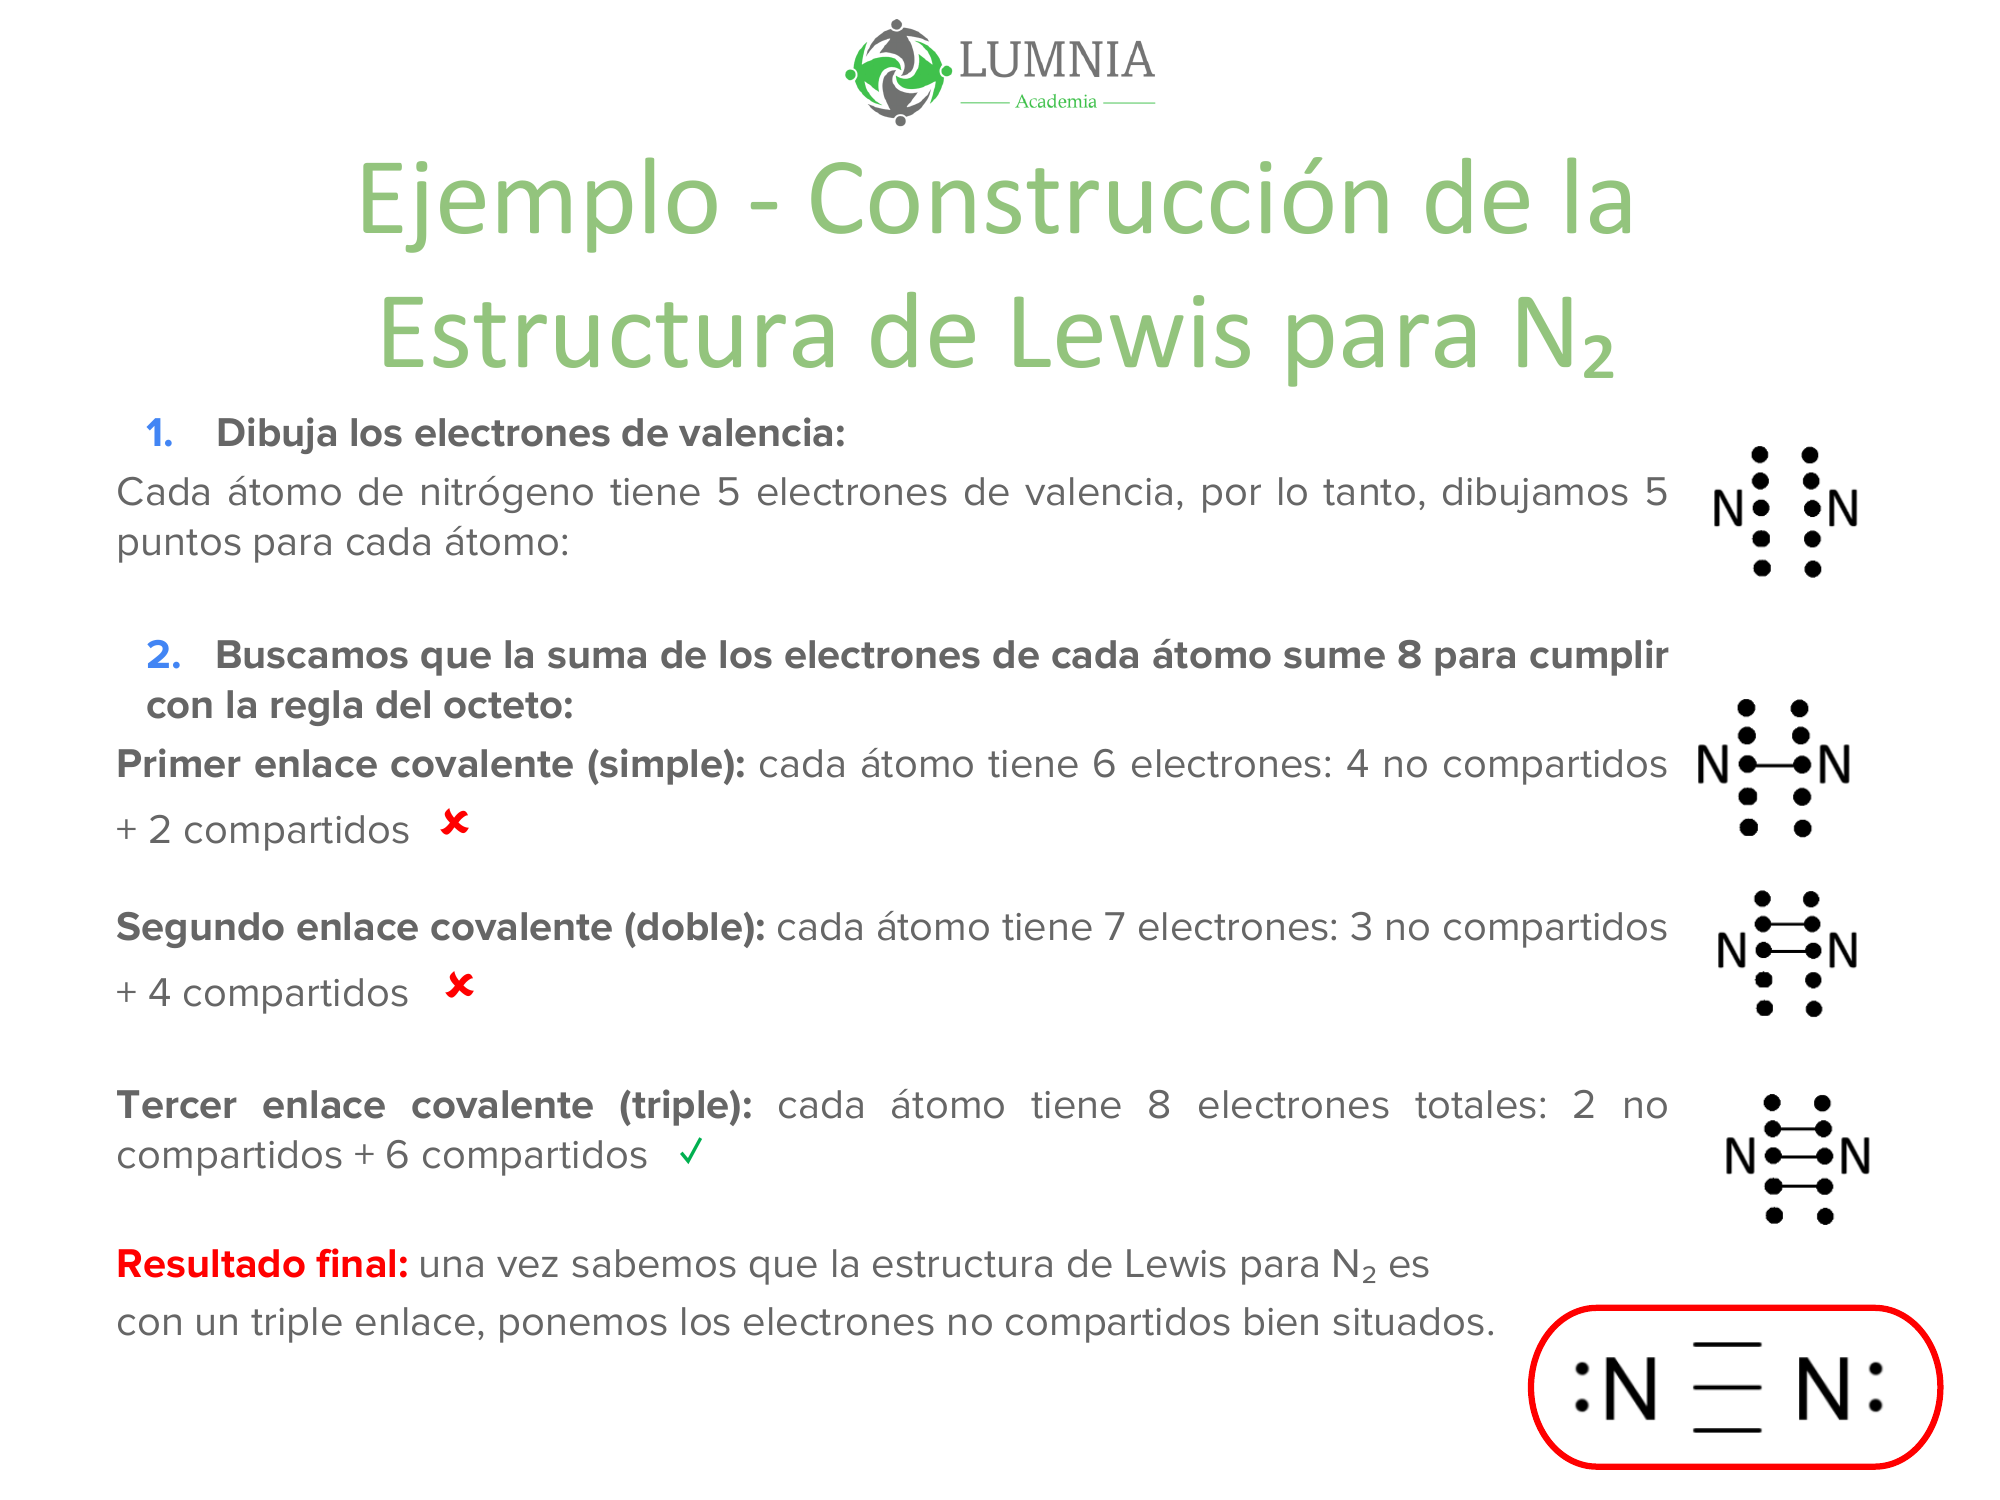 LUMNIA
Academia
Ejemplo - Construcción de la
Estructura de Lewis para N₂
1. Dibuja los electrones de valencia:
Cada átomo de nitrógeno tiene 5 electrones de valencia, por lo tanto, dibujamos 5
puntos para cada átomo:
N N
2. Buscamos que la suma de los electrones de cada átomo sume 8 para cumplir
con la regla del octeto:
Primer enlace covalente (simple): cada átomo tiene 6 electrones: 4 no compartidos
+ 2 compartidos ✘
N N
Segundo enlace covalente (doble): cada átomo tiene 7 electrones: 3 no compartidos
+ 4 compartidos ✘
N N
Tercer enlace covalente (triple): cada átomo tiene 8 electrones totales: 2 no
compartidos + 6 compartidos ✓
N N
Resultado final: una vez sabemos que la estructura de Lewis para N₂ es
con un triple enlace, ponemos los electrones no compartidos bien situados.
:N ≡ N: